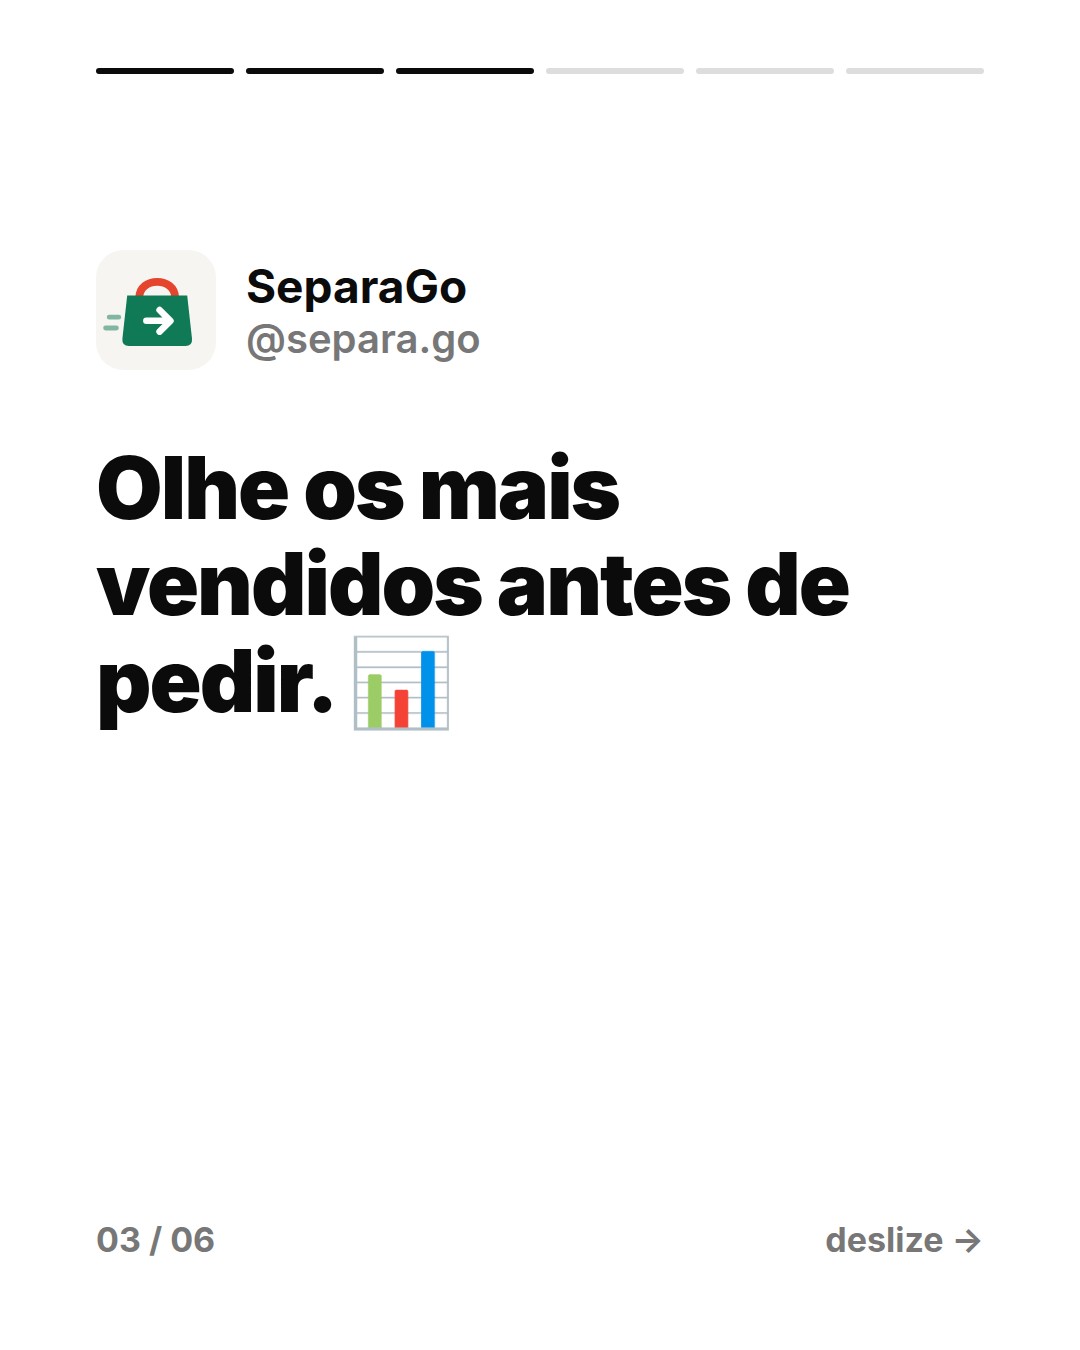 SeparaGo
@separa.go
Olhe os mais
vendidos antes de
pedir. 📊
03 / 06
deslize →